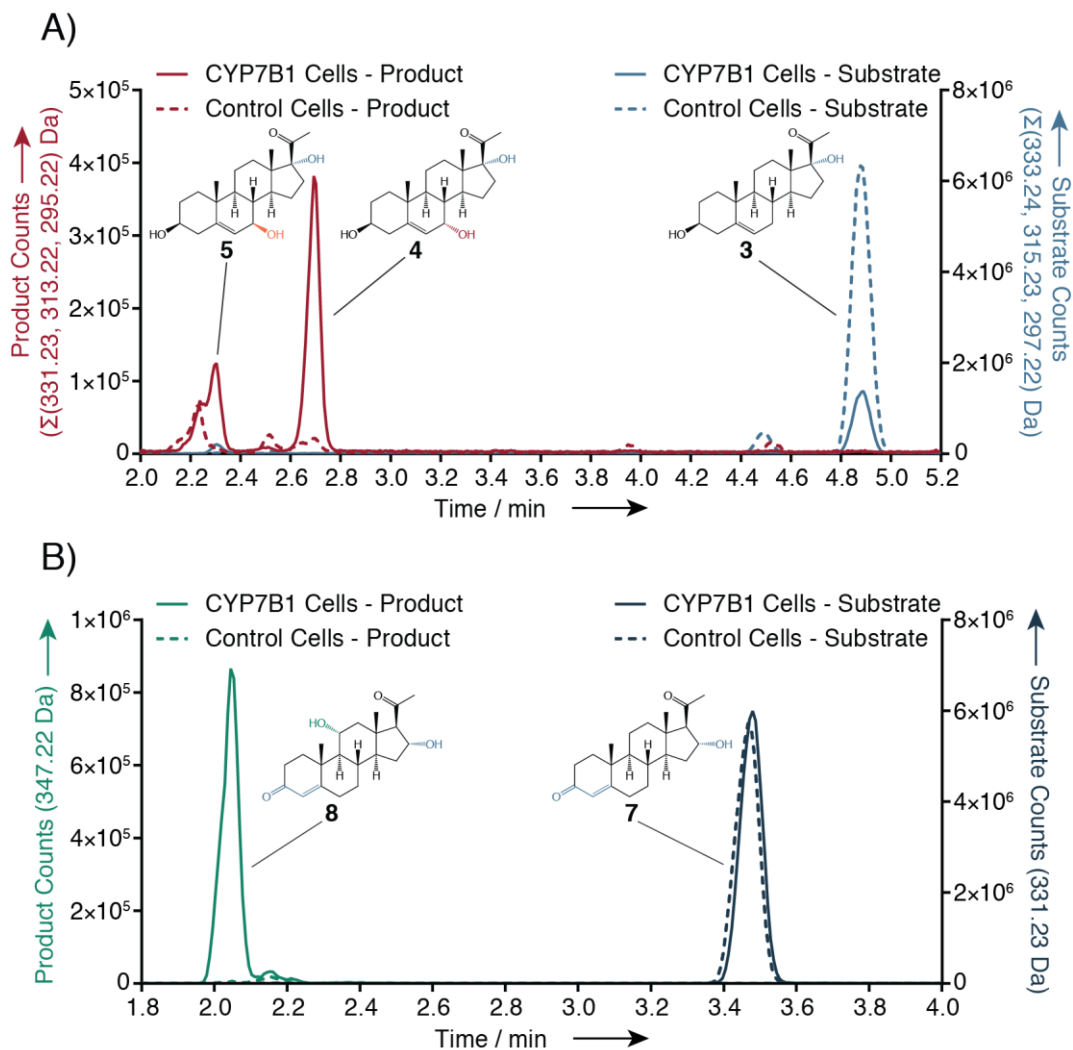 A)
CYP7B1 Cells - Product
Control Cells - Product
CYP7B1 Cells - Substrate
Control Cells - Substrate
Product Counts
(Σ(331.23, 313.22, 295.22) Da)
5×10⁵
4×10⁵
3×10⁵
2×10⁵
1×10⁵
0
8×10⁶
6×10⁶
4×10⁶
2×10⁶
0
Substrate Counts
(Σ(333.24, 315.23, 297.22) Da)
O
OH
HO
OH
5
O
OH
HO
OH
4
O
OH
HO
3
H
H
H
H
H
H
H
H
H
2.0 2.2 2.4 2.6 2.8 3.0 3.2 3.4 3.6 3.8 4.0 4.2 4.4 4.6 4.8 5.0 5.2
Time / min
B)
CYP7B1 Cells - Product
Control Cells - Product
CYP7B1 Cells - Substrate
Control Cells - Substrate
Product Counts (347.22 Da)
1×10⁶
8×10⁵
6×10⁵
4×10⁵
2×10⁵
0
8×10⁶
6×10⁶
4×10⁶
2×10⁶
0
Substrate Counts (331.23 Da)
O
HO
OH
H
H
H
O
8
O
OH
H
H
H
O
7
1.8 2.0 2.2 2.4 2.6 2.8 3.0 3.2 3.4 3.6 3.8 4.0
Time / min